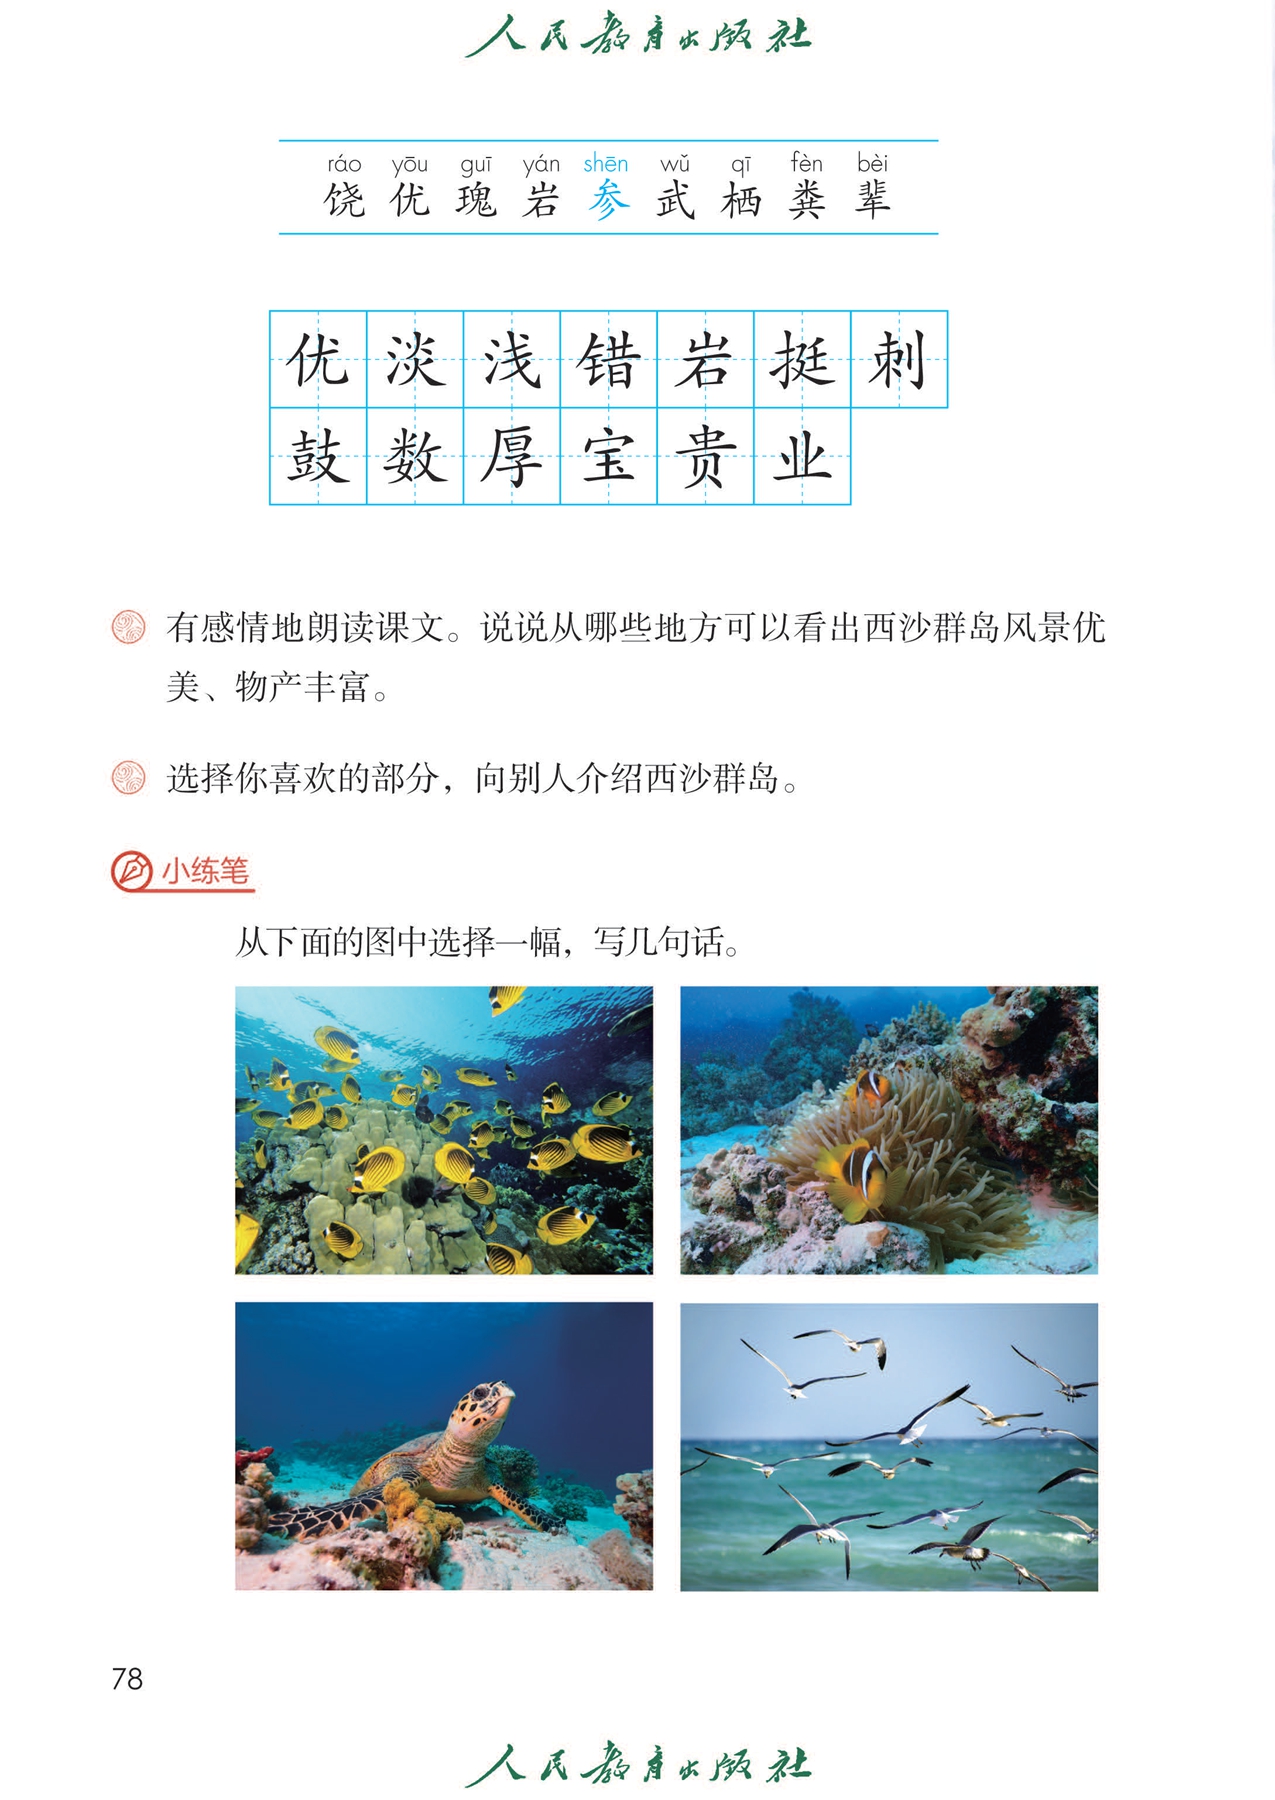 人民教育出版社
ráo yōu guī yán shēn wǔ qī fèn bèi
饶 优 瑰 岩 参 武 栖 粪 辈
优 淡 浅 错 岩 挺 刺
鼓 数 厚 宝 贵 业
有感情地朗读课文。说说从哪些地方可以看出西沙群岛风景优
美、物产丰富。
选择你喜欢的部分，向别人介绍西沙群岛。
小练笔
从下面的图中选择一幅，写几句话。
78
人民教育出版社